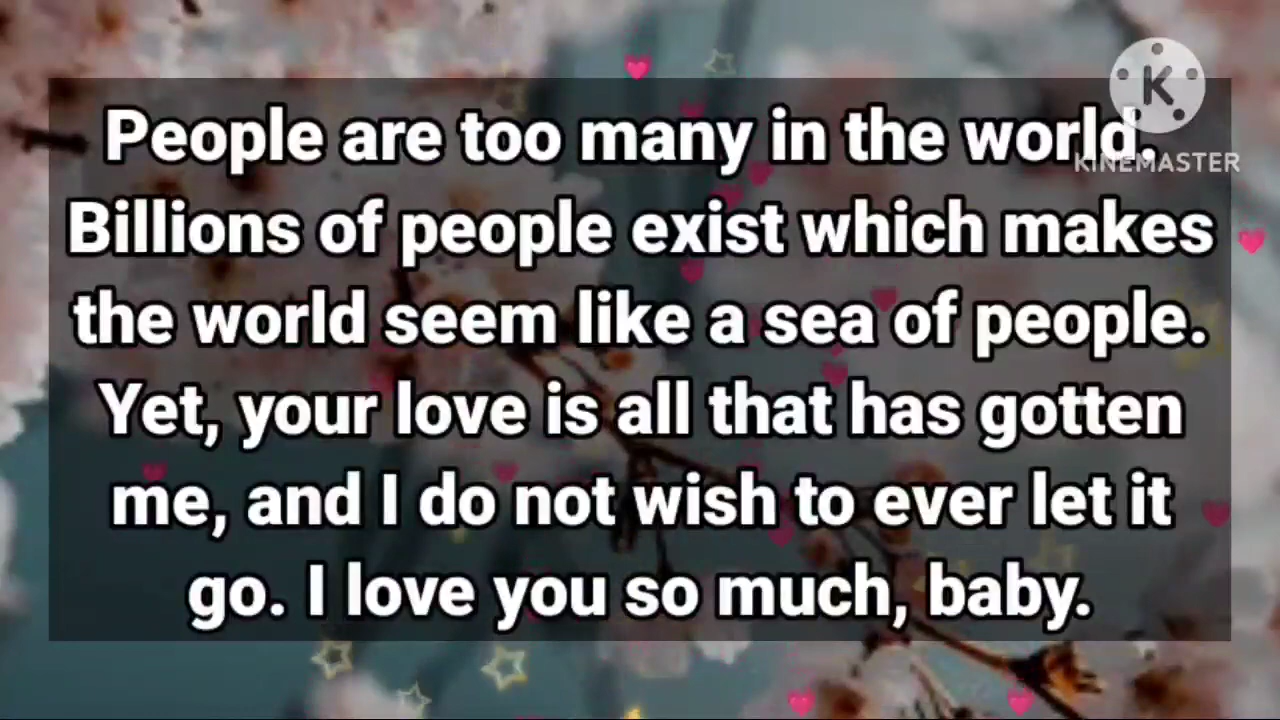 People are too many in the world.
KINEMASTER
Billions of people exist which makes
the world seem like a sea of people.
Yet, your love is all that has gotten
me, and I do not wish to ever let it
go. I love you so much, baby.